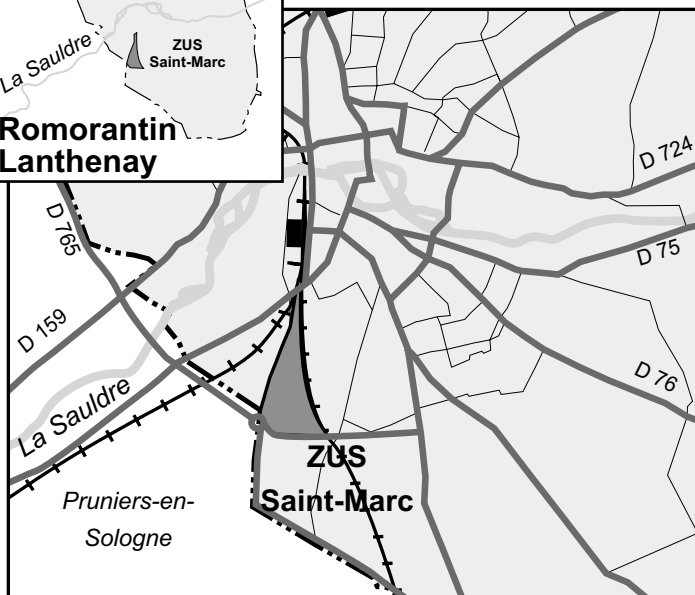 La Sauldre
ZUS
Saint-Marc
Romorantin
Lanthenay
D 724
D 765
D 75
D 159
D 76
La Sauldre
ZUS
Saint-Marc
Pruniers-en-
Sologne